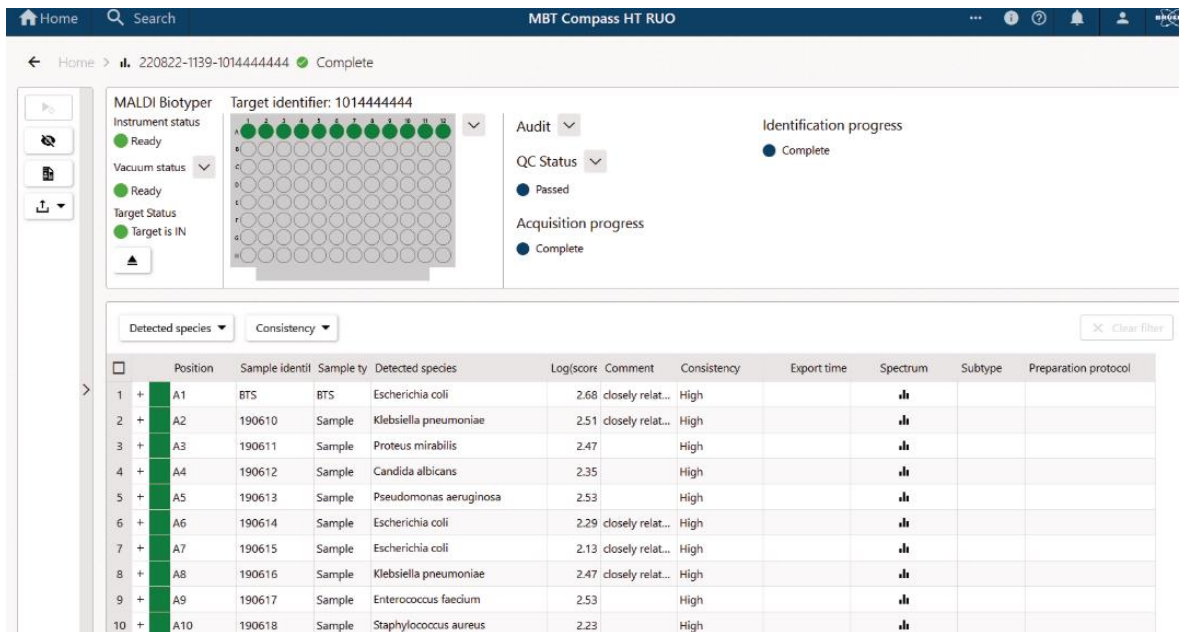 Home Search MBT Compass HT RUO
Home > 220822-1139-1014444444 Complete
MALDI Biotyper Target identifier: 1014444444
Instrument status
Ready
Vacuum status
Ready
Target Status
Target is IN
1 2 3 4 5 6 7 8 9 10 11 12
A
B
C
D
E
F
G
H
Audit
QC Status
Passed
Acquisition progress
Complete
Identification progress
Complete
Detected species Consistency Clear filter
Position Sample identif Sample ty Detected species Log(score Comment Consistency Export time Spectrum Subtype Preparation protocol
1 + A1 BTS BTS Escherichia coli 2.68 closely relat... High
2 + A2 190610 Sample Klebsiella pneumoniae 2.51 closely relat... High
3 + A3 190611 Sample Proteus mirabilis 2.47 High
4 + A4 190612 Sample Candida albicans 2.35 High
5 + A5 190613 Sample Pseudomonas aeruginosa 2.53 High
6 + A6 190614 Sample Escherichia coli 2.29 closely relat... High
7 + A7 190615 Sample Escherichia coli 2.13 closely relat... High
8 + A8 190616 Sample Klebsiella pneumoniae 2.47 closely relat... High
9 + A9 190617 Sample Enterococcus faecium 2.53 High
10 + A10 190618 Sample Staphylococcus aureus 2.23 High